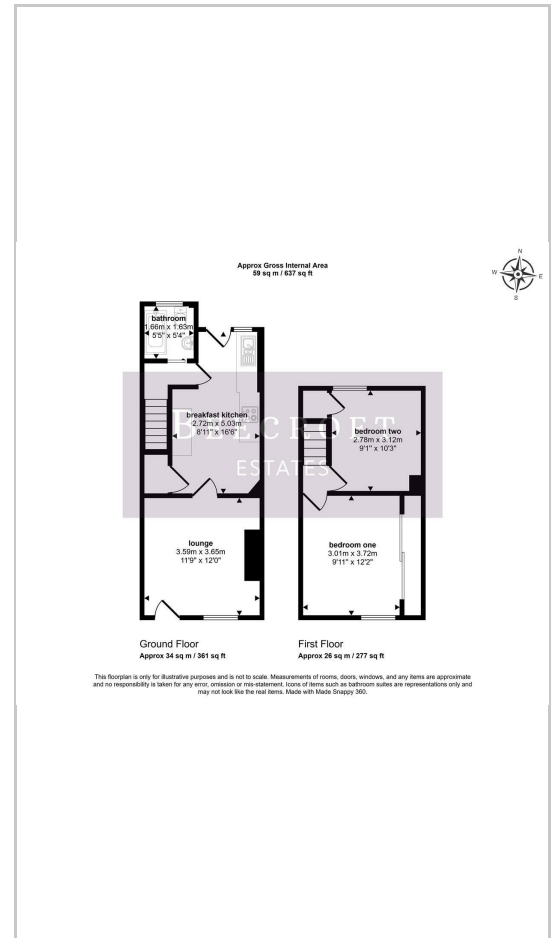 Approx Gross Internal Area
59 sq m / 637 sq ft
N
W
E
S
bathroom
1.66m x 1.63m
5'5" x 5'4"
breakfast kitchen
2.72m x 5.03m
8'11" x 16'6"
bedroom two
2.78m x 3.12m
9'1" x 10'3"
BEECROFT
ESTATES
lounge
3.59m x 3.65m
11'9" x 12'0"
bedroom one
3.01m x 3.72m
9'11" x 12'2"
Ground Floor
Approx 34 sq m / 361 sq ft
First Floor
Approx 26 sq m / 277 sq ft
This floorplan is only for illustrative purposes and is not to scale. Measurements of rooms, doors, windows, and any items are approximate
and no responsibility is taken for any error, omission or mis-statement. Icons of items such as bathroom suites are representations only and
may not look like the real items. Made with Made Snappy 360.